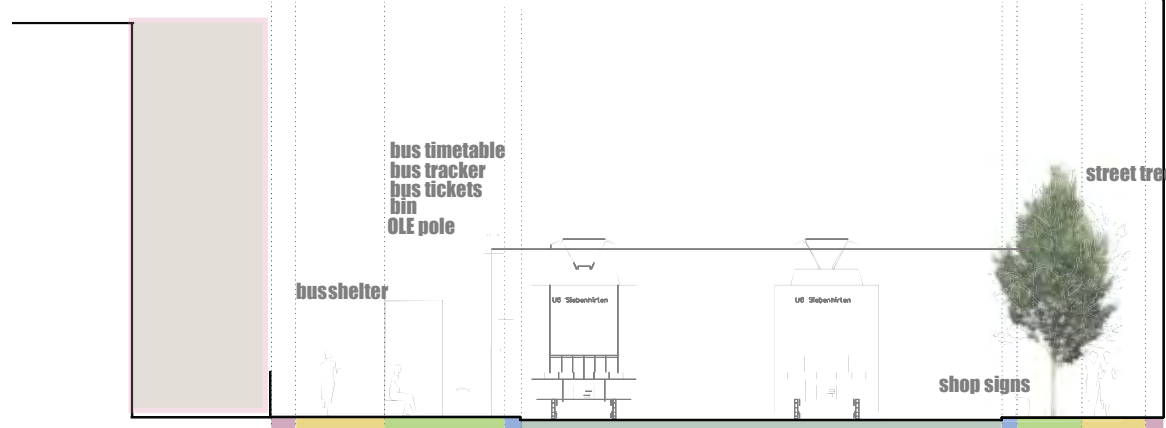 bus timetable
bus tracker
bus tickets
bin
OLE pole
street tre
busshelter
U6 Siebenhirten
U6 Siebenhirten
shop signs